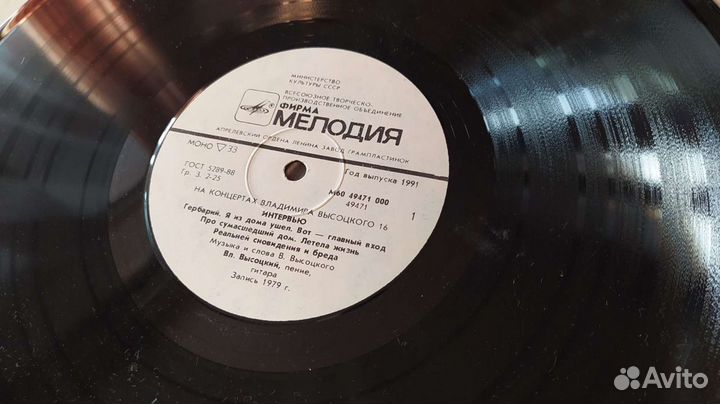 МИНИСТЕРСТВО
КУЛЬТУРЫ СССР
ВСЕСОЮЗНОЕ ТВОРЧЕСКО-
ПРОИЗВОДСТВЕННОЕ ОБЪЕДИНЕНИЕ
ФИРМА
МЕЛОДИЯ
АПРЕЛЕВСКИЙ ОРДЕНА ЛЕНИНА ЗАВОД ГРАМПЛАСТИНОК
МОНО ▽ 33
Год выпуска 1991
ГОСТ 5289-88
Гр. 3. 2-25
М60 49471 000
49471
1
НА КОНЦЕРТАХ ВЛАДИМИРА ВЫСОЦКОГО 16
ИНТЕРВЬЮ
Гербарий. Я из дома ушел. Вот — главный вход
Про сумасшедший дом. Летела жизнь
Реальней сновидения и бреда
Музыка и слова В. Высоцкого
Вл. Высоцкий, пение,
гитара
Запись 1979 г.
Avito